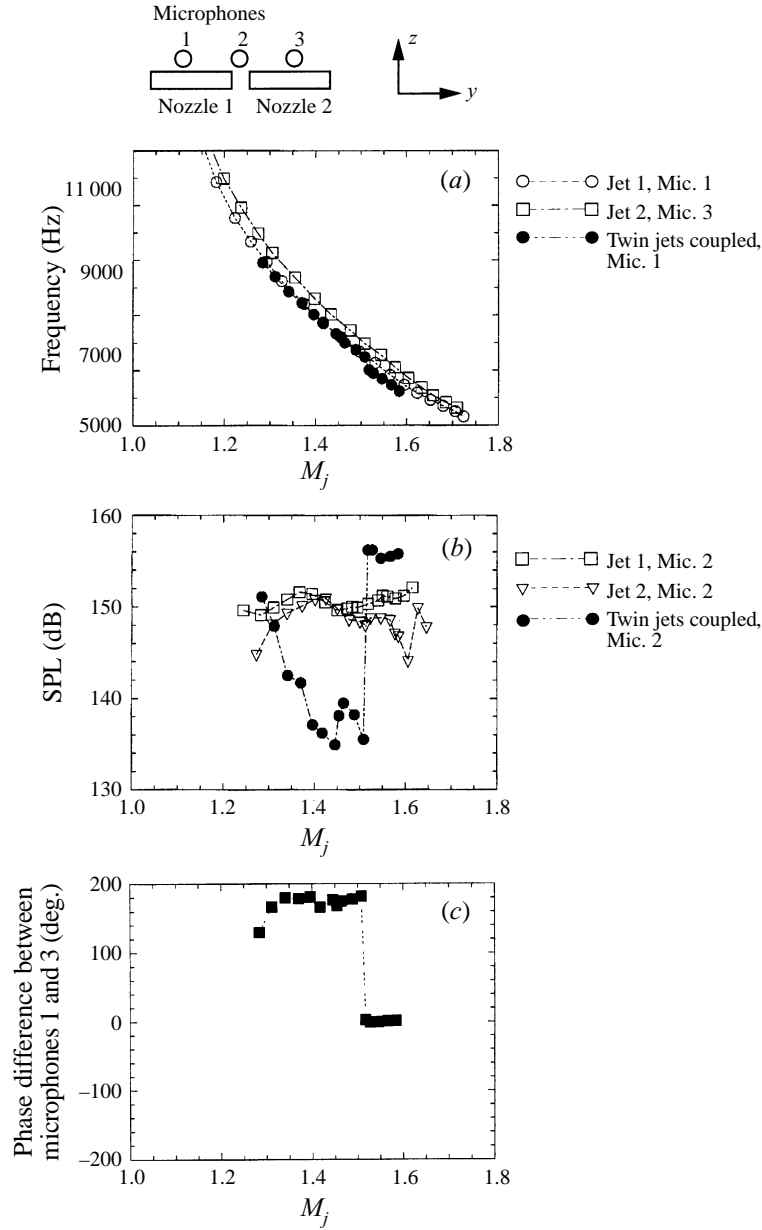 Microphones
1 2 3
Nozzle 1 Nozzle 2
z
y
(a)
11 000
9000
7000
5000
Frequency (Hz)
1.0 1.2 1.4 1.6 1.8
M_j
Jet 1, Mic. 1
Jet 2, Mic. 3
Twin jets coupled,
Mic. 1
(b)
160
150
140
130
SPL (dB)
1.0 1.2 1.4 1.6 1.8
M_j
Jet 1, Mic. 2
Jet 2, Mic. 2
Twin jets coupled,
Mic. 2
(c)
200
100
0
−100
−200
Phase difference between
microphones 1 and 3 (deg.)
1.0 1.2 1.4 1.6 1.8
M_j